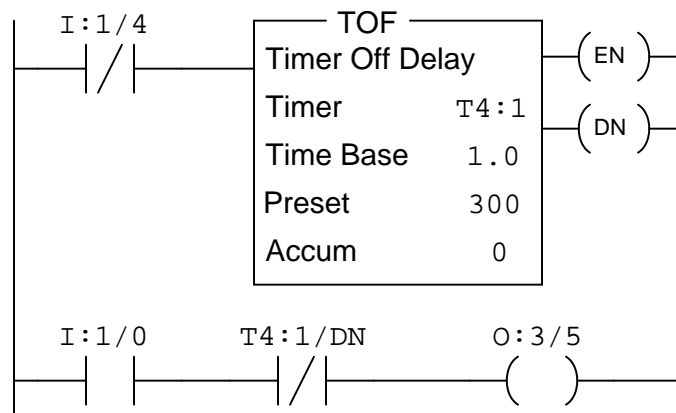 I:1/4
TOF
Timer Off Delay
EN
Timer T4:1
DN
Time Base 1.0
Preset 300
Accum 0
I:1/0 T4:1/DN O:3/5